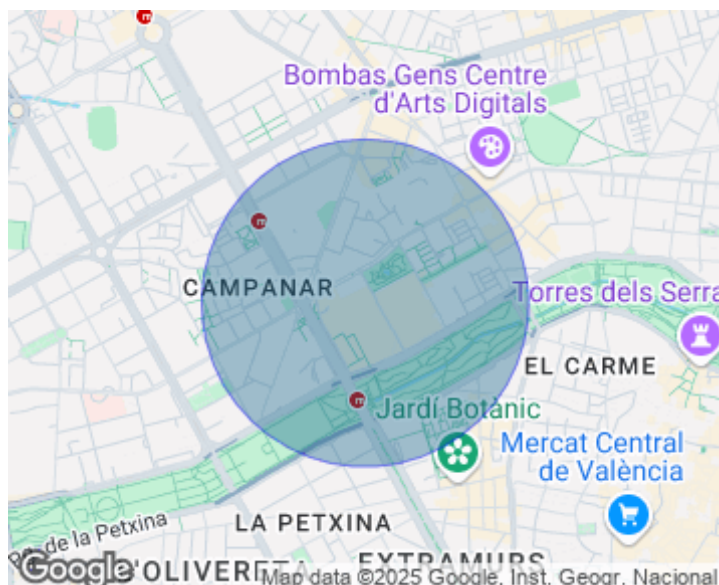 Bombas Gens Centre
d'Arts Digitals
CAMPANAR
Torres dels Serra
EL CARME
Jardí Botànic
Mercat Central
de València
de la Petxina
LA PETXINA
L'OLIVERETA
EXTRAMURS
Google
Map data ©2025 Google, Inst. Geogr. Nacional